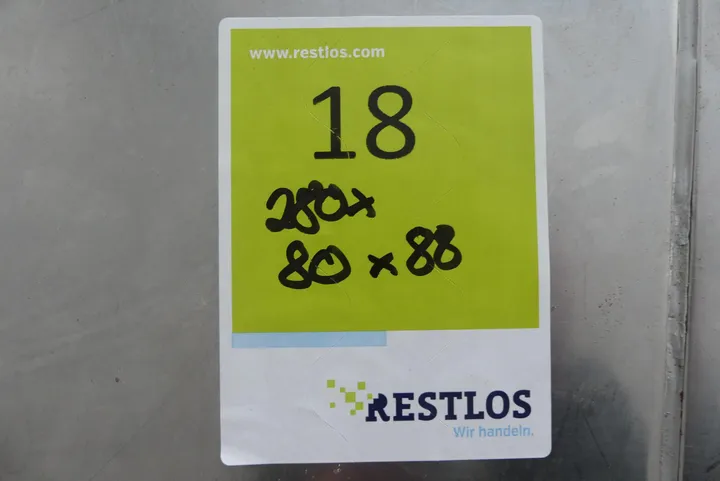 www.restlos.com
18
280x
80 x 88
RESTLOS
Wir handeln.